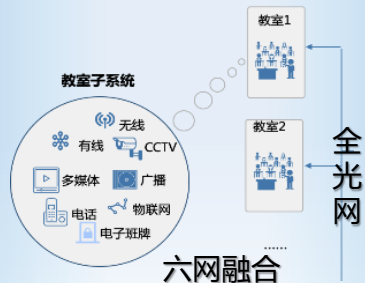 教室1
教室子系统
无线
有线
CCTV
多媒体
广播
电话
物联网
电子班牌
教室2
全光网
......
六网融合